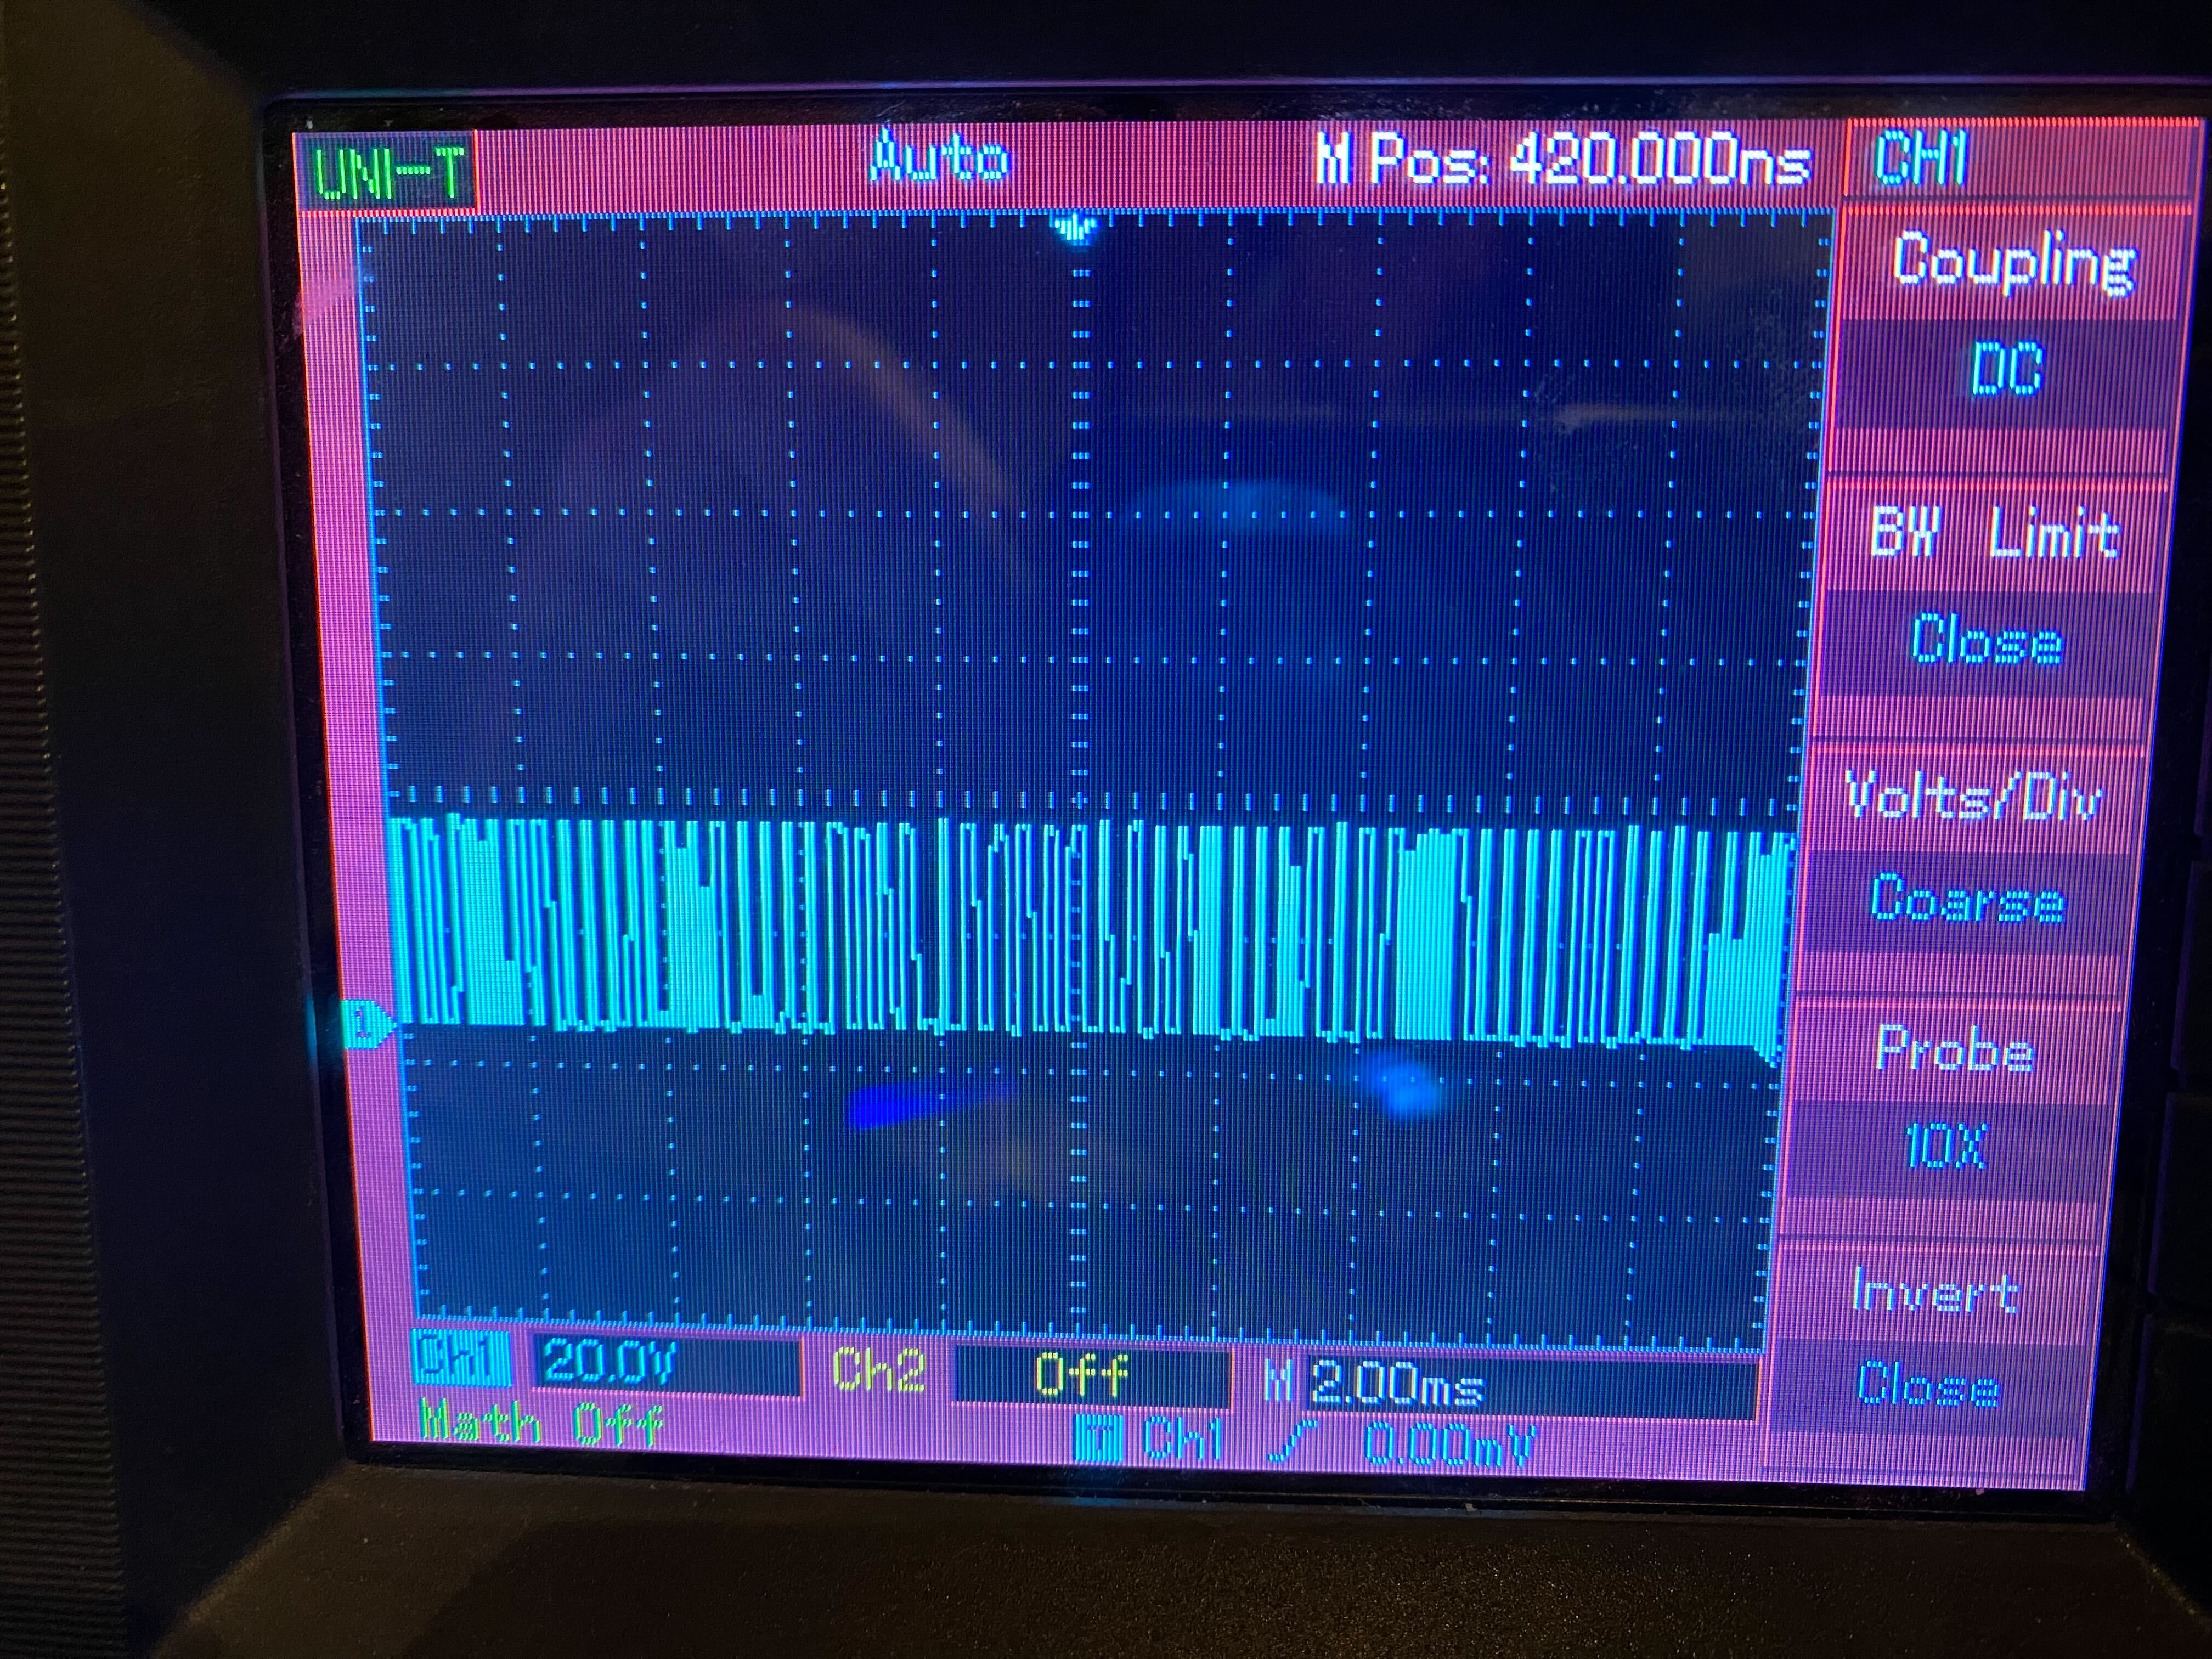 UNI-T Auto M Pos: 420.000ns CH1
Coupling
DC
BW Limit
Close
Volts/Div
Coarse
Probe
10X
Invert
Close
1
Ch1 20.0V Ch2 Off M 2.00ms
Math Off T Ch1 0.00mV